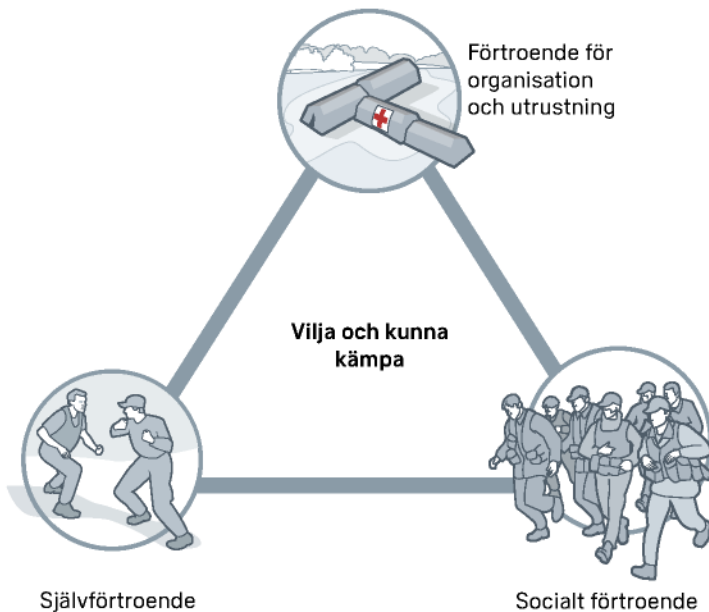 Förtroende för
organisation
och utrustning
Vilja och kunna
kämpa
Självförtroende
Socialt förtroende